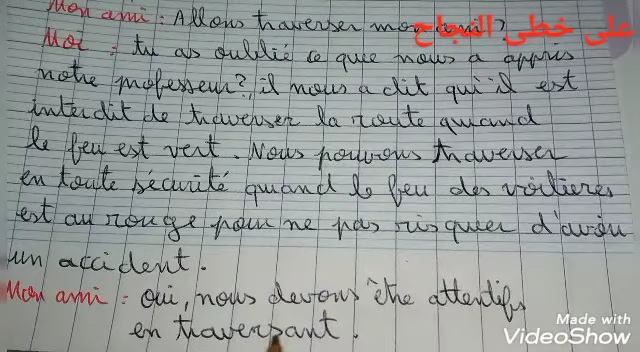 Mon ami : Allons traverser mon ami ?
على خطى النجاح
Moi : tu as oublié ce que nous a appris
notre professeur ? il nous a dit qu'il est
interdit de traverser la route quand
le feu est vert. Nous pouvons traverser
en toute sécurité quand le feu des voitures
est au rouge pour ne pas risquer d'avoir
un accident.
Mon ami : oui, nous devons être attentifs
en traversant.
Made with
VideoShow